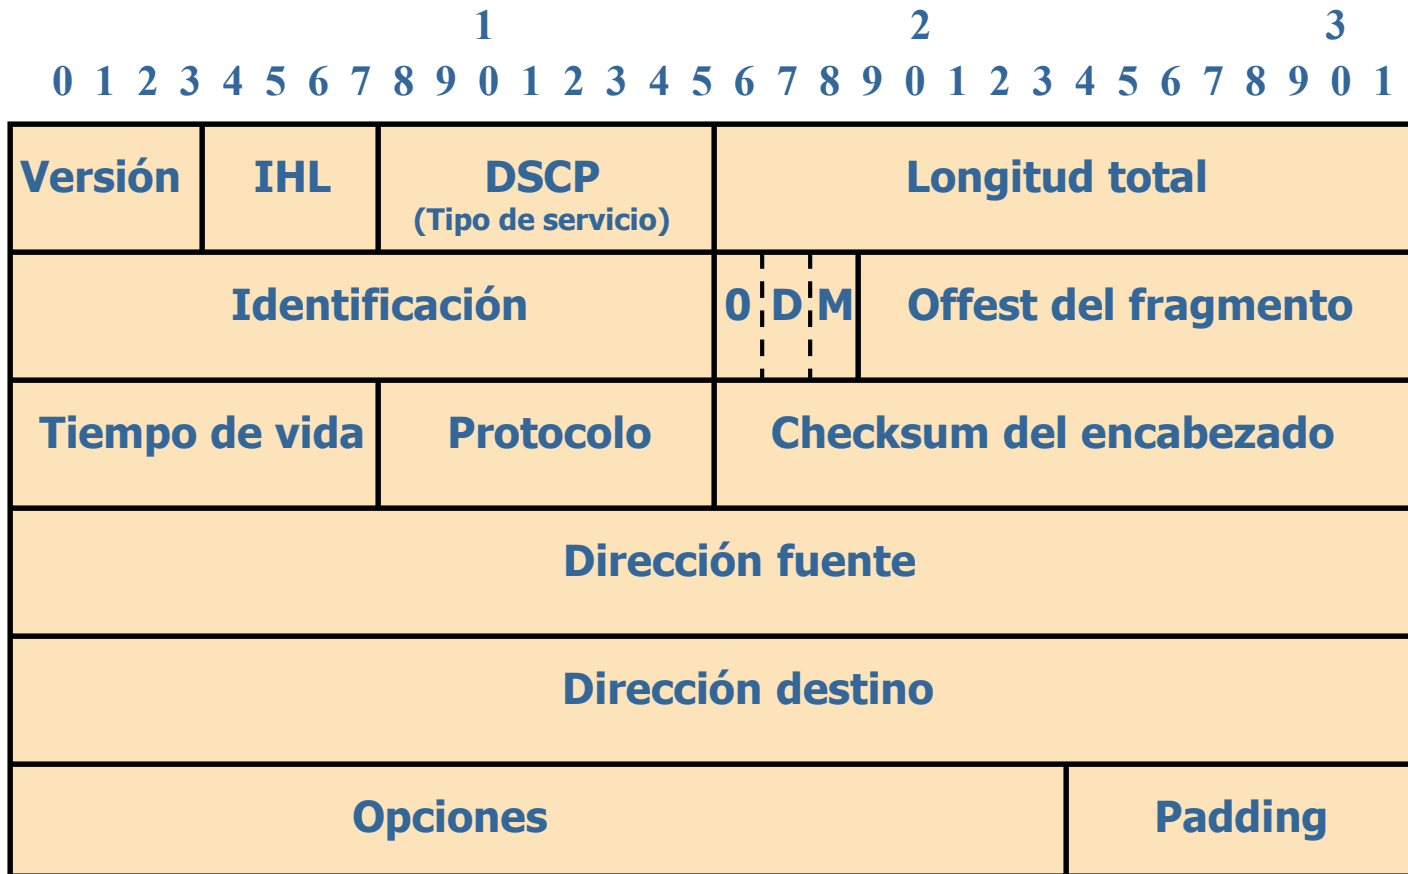 1 2 3
0 1 2 3 4 5 6 7 8 9 0 1 2 3 4 5 6 7 8 9 0 1 2 3 4 5 6 7 8 9 0 1
Versión IHL DSCP Longitud total
(Tipo de servicio)
Identificación 0 D M Offest del fragmento
Tiempo de vida Protocolo Checksum del encabezado
Dirección fuente
Dirección destino
Opciones Padding